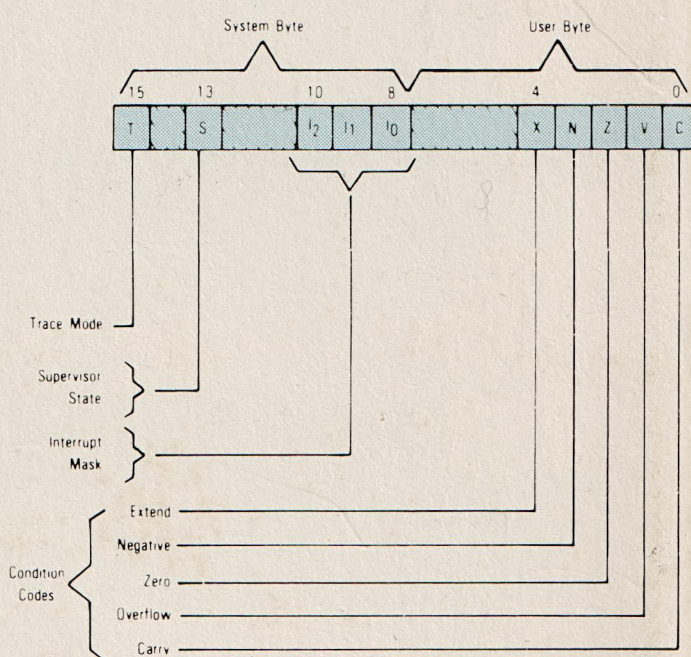 System Byte User Byte
15 13 10 8 4 0
T S I2 I1 I0 X N Z V C
Trace Mode
Supervisor
State
Interrupt
Mask
Extend
Negative
Condition
Codes
Zero
Overflow
Carry